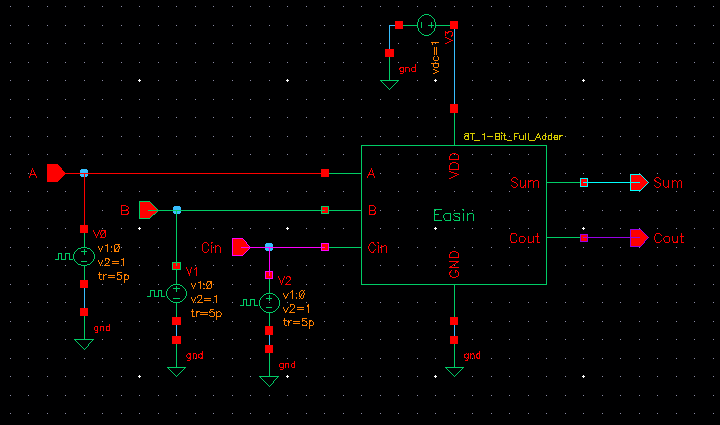 V3
gnd
vdc=1
8T_1-Bit_Full_Adder
VDD
A
A
Sum
Sum
B
B
Easin
Cin
Cin
Cout
Cout
GND
V0
v1:0
v2=.1
tr=5p
gnd
V1
v1:0
v2=.1
tr=5p
gnd
V2
v1:0
v2=1
tr=5p
gnd
gnd